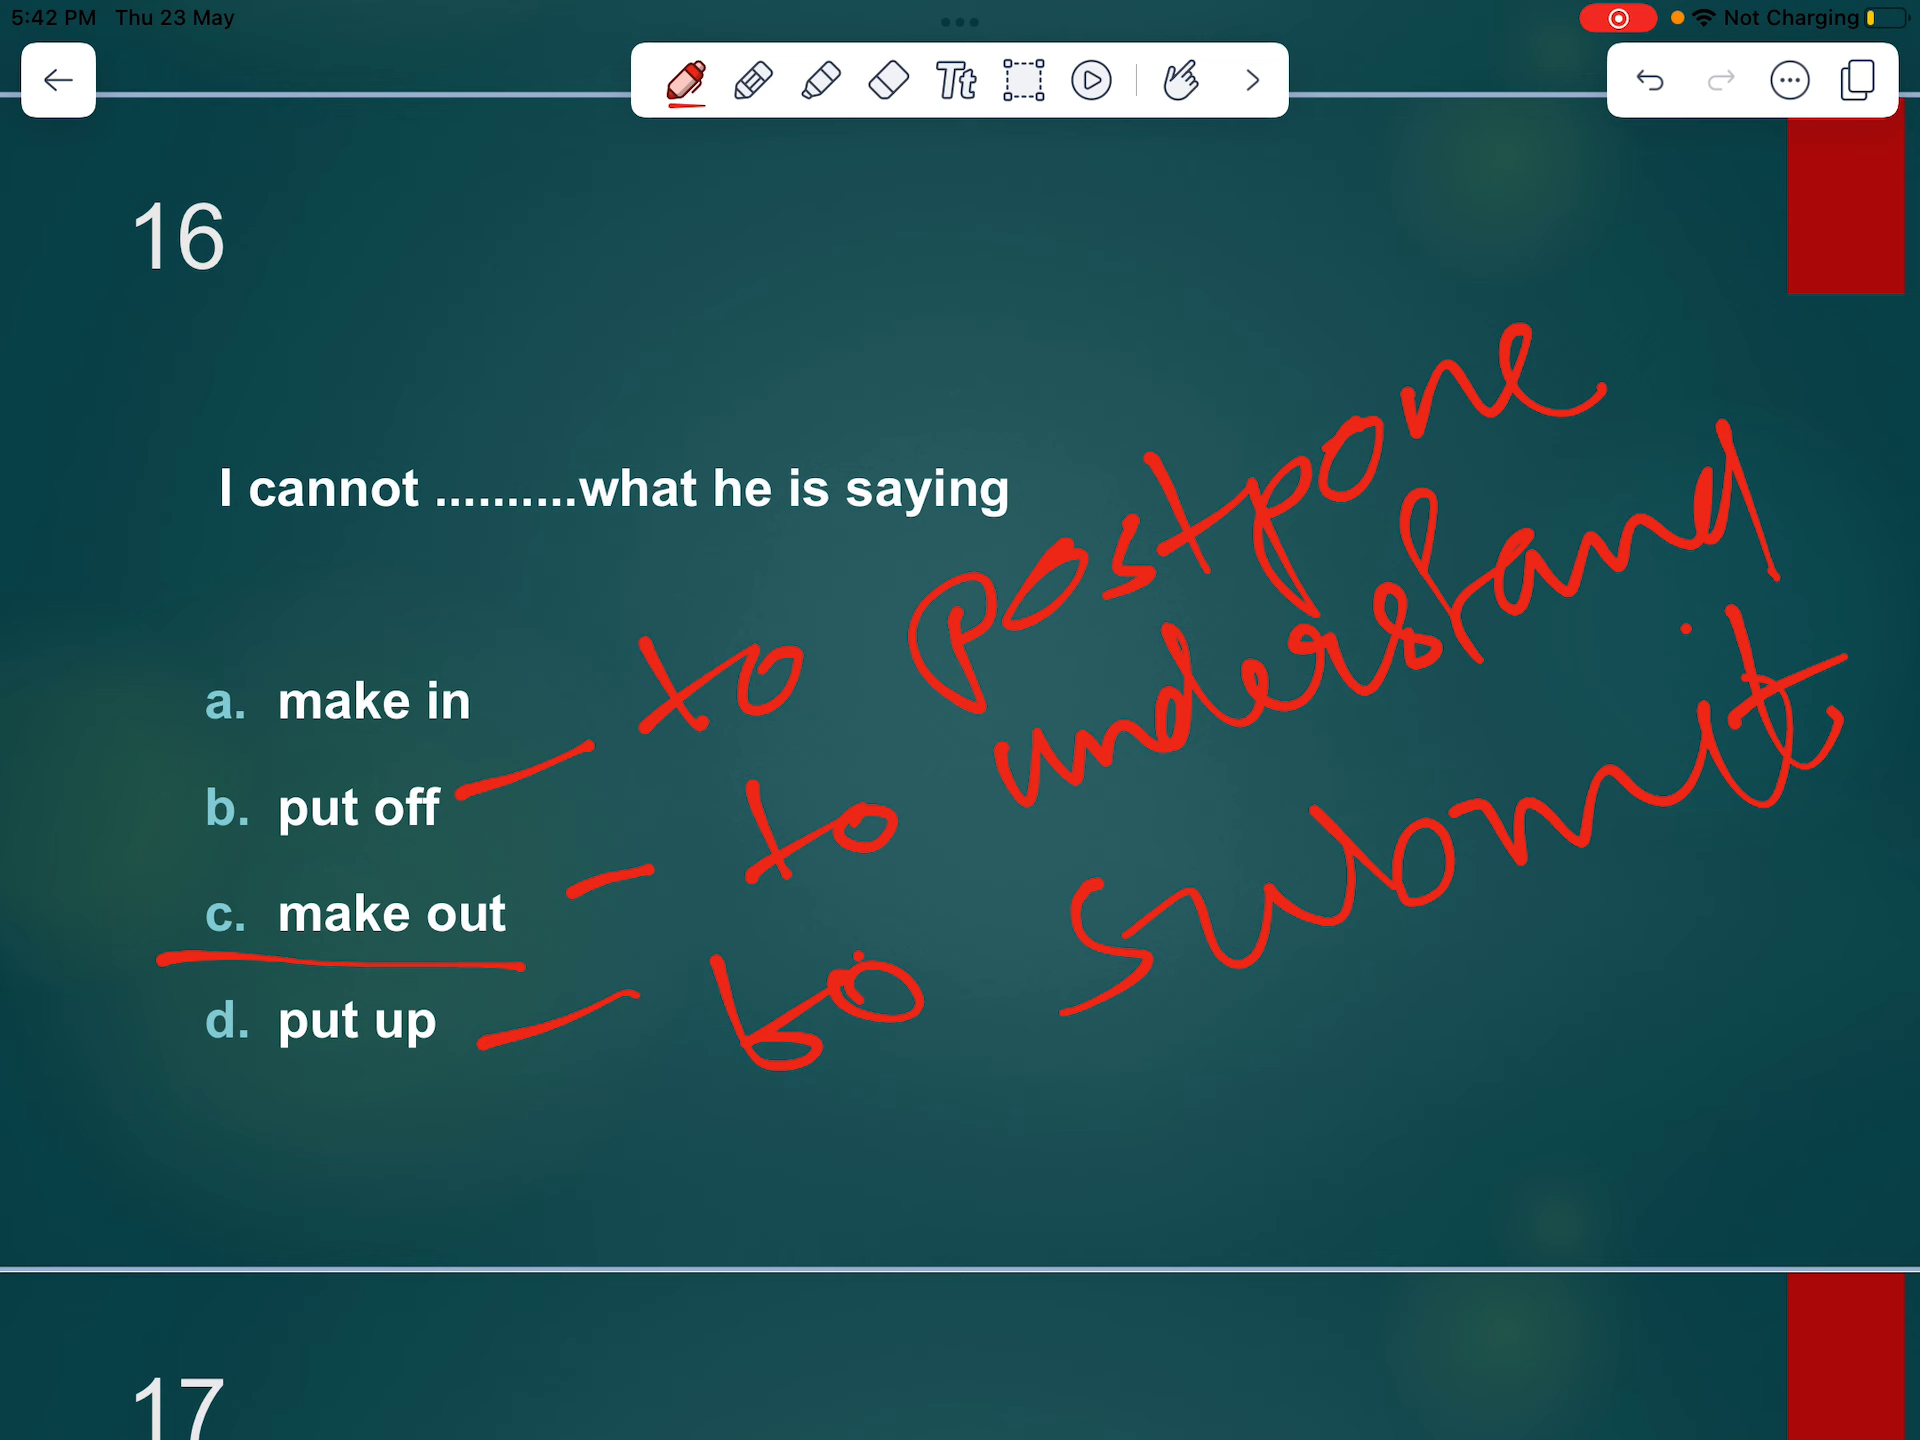 5:42 PM Thu 23 May
Not Charging
Tt
16
I cannot ..........what he is saying
a. make in
to postpone
b. put off
to understand
c. make out
to submit
d. put up
17